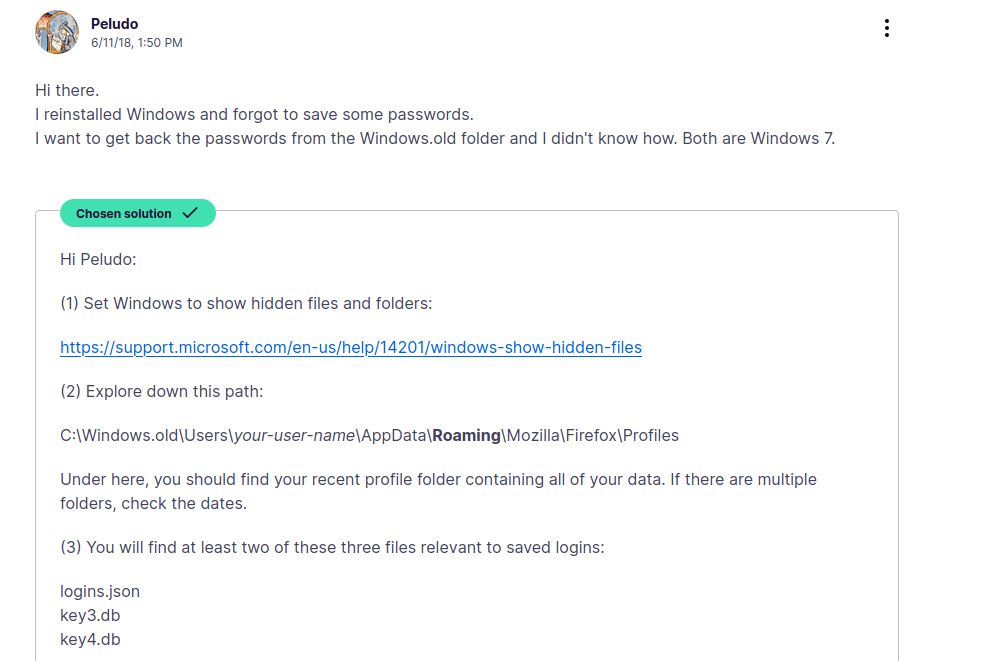 Peludo
6/11/18, 1:50 PM
Hi there.
I reinstalled Windows and forgot to save some passwords.
I want to get back the passwords from the Windows.old folder and I didn't know how. Both are Windows 7.
Chosen solution
Hi Peludo:
(1) Set Windows to show hidden files and folders:
https://support.microsoft.com/en-us/help/14201/windows-show-hidden-files
(2) Explore down this path:
C:\Windows.old\Users\your-user-name\AppData\Roaming\Mozilla\Firefox\Profiles
Under here, you should find your recent profile folder containing all of your data. If there are multiple
folders, check the dates.
(3) You will find at least two of these three files relevant to saved logins:
logins.json
key3.db
key4.db